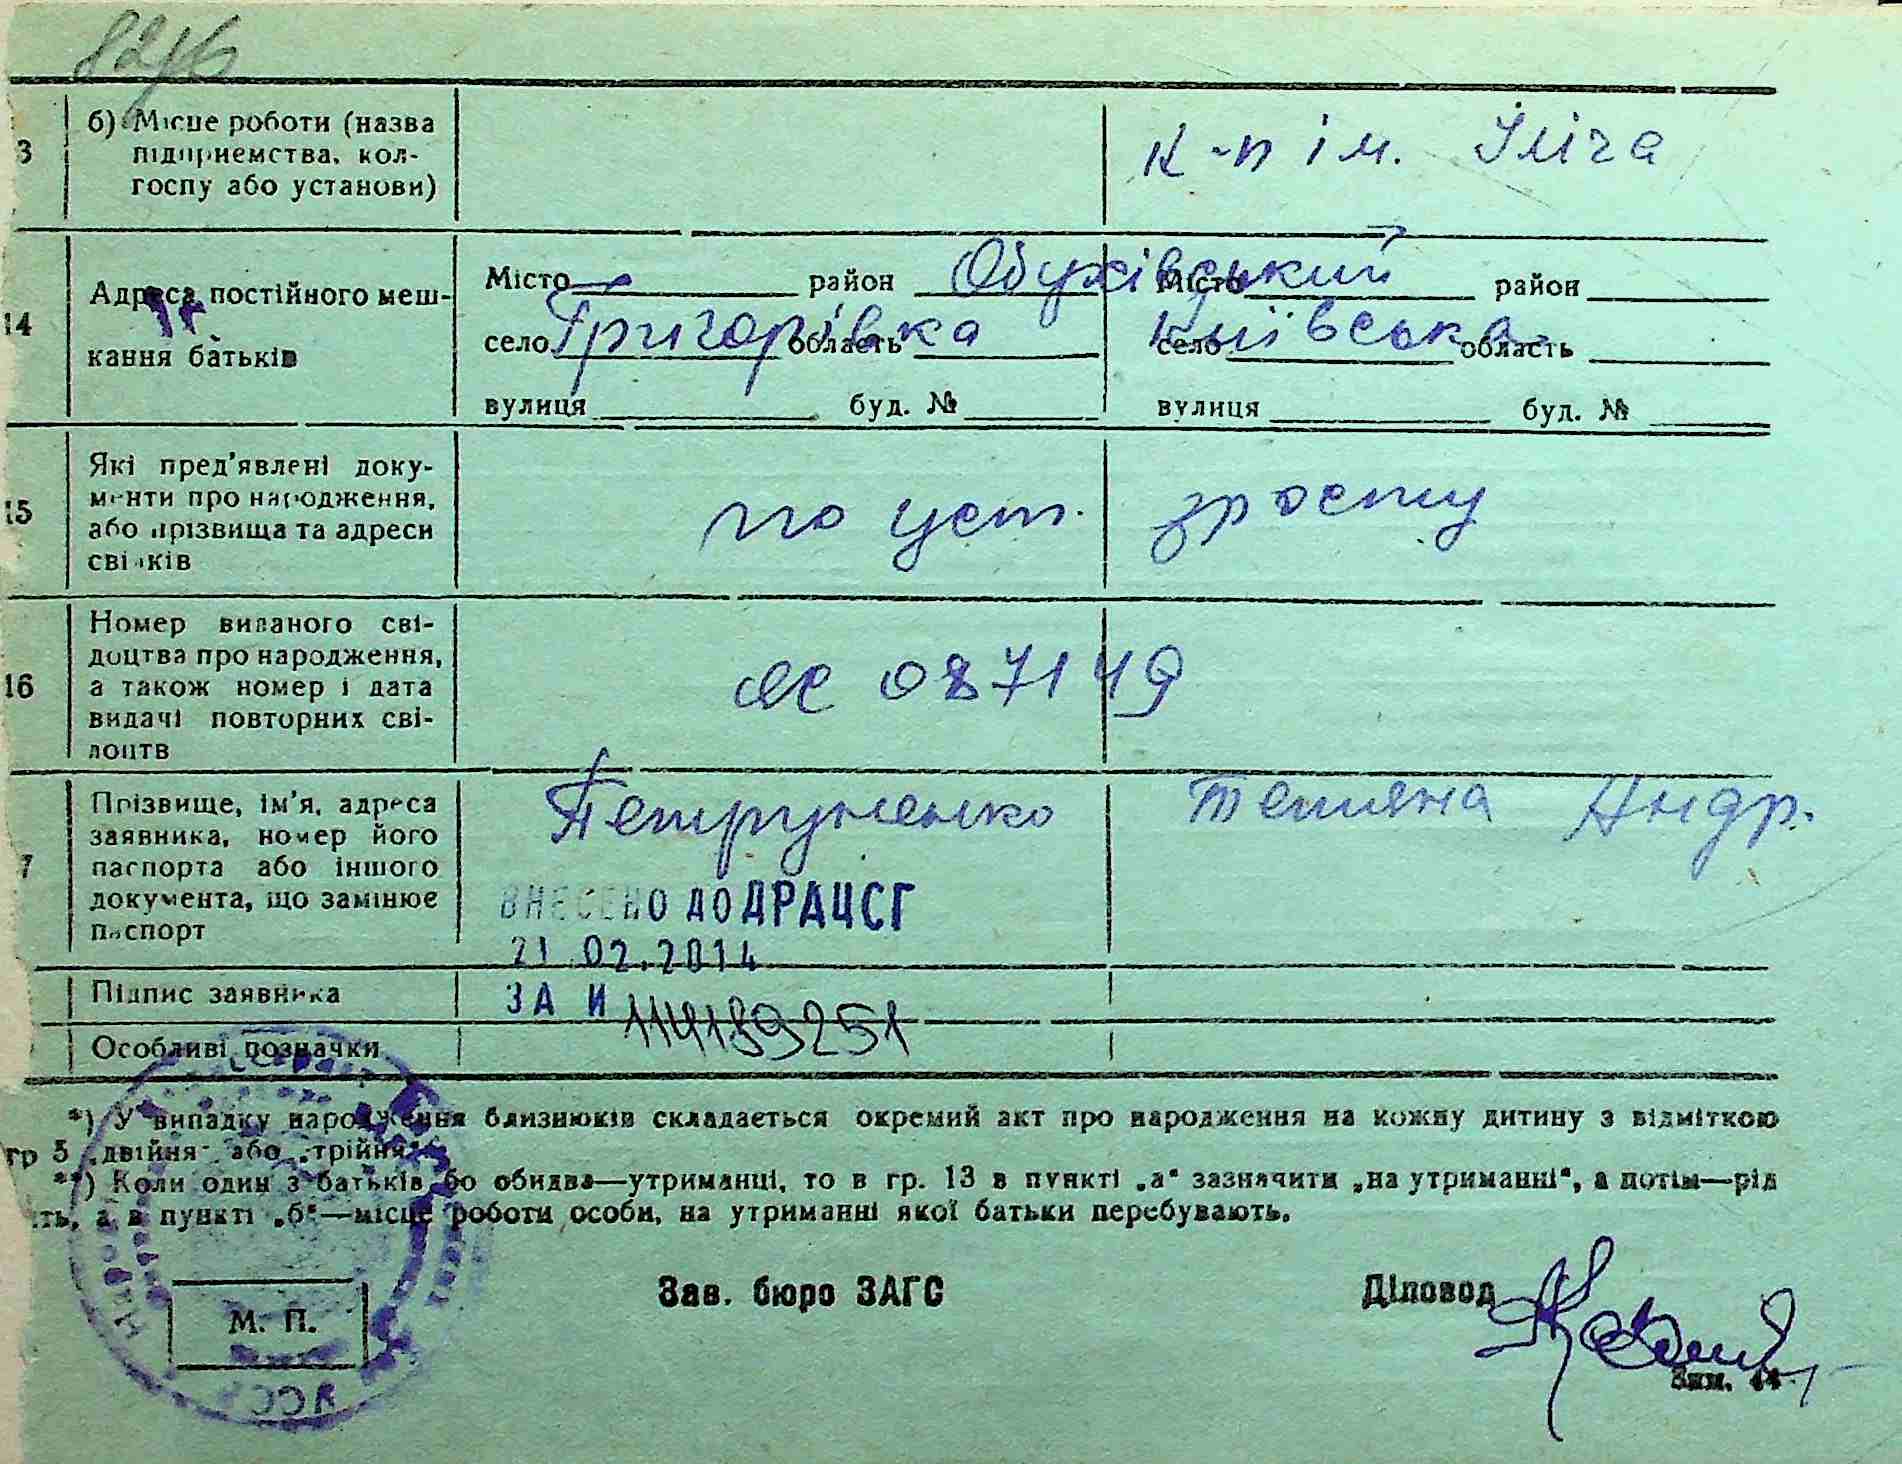 82/6
3 б) Місце роботи (назва
підприємства, кол-
госпу або установи)
к-п ім. Ілліча
14 Адреса постійного меш-
кання батьків
Місто район Обухівський Місто район
село Григорівка область Київська село область
вулиця буд. № вулиця буд. №
15 Які пред'явлені доку-
менти про народження,
або прізвища та адреси
свідків
по уст. зросту
16 Номер виданого сві-
доцтва про народження,
а також номер і дата
видачі повторних сві-
доцтв
087149
7 Прізвище, ім'я, адреса
заявника, номер його
паспорта або іншого
документа, що замінює
паспорт
Петруненко Тетяна Андр.
ВНЕСЕНО ДО ДРАЦСГ
21.02.2014
Підпис заявника
ЗА И 114189251
Особливі позначки
*) У випадку народження близнюків складається окремий акт про народження на кожну дитину з відміткою
гр 5 „двійня" або „трійня".
**) Коли один з батьків бо обидва—утриманці, то в гр. 13 в пункті „а" зазначити „на утриманні", а потім—рід
ть, а в пункті „б"—місце роботи особи, на утриманні якої батьки перебувають.
Зав. бюро ЗАГС Діловод
М. П.
Зам. 44